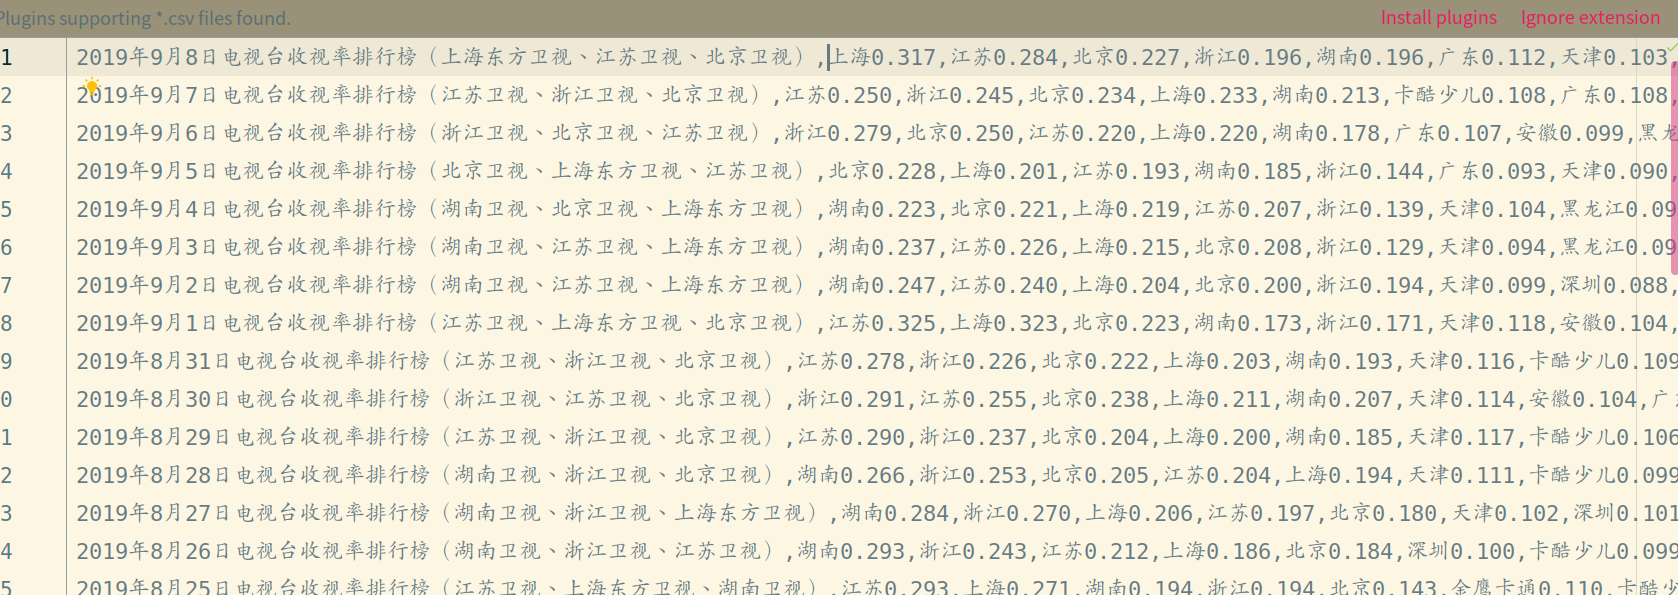 Plugins supporting *.csv files found.
Install plugins Ignore extension
1 2019年9月8日电视台收视率排行榜（上海东方卫视、江苏卫视、北京卫视）,上海0.317,江苏0.284,北京0.227,浙江0.196,湖南0.196,广东0.112,天津0.103,
2 2019年9月7日电视台收视率排行榜（江苏卫视、浙江卫视、北京卫视）,江苏0.250,浙江0.245,北京0.234,上海0.233,湖南0.213,卡酷少儿0.108,广东0.108,
3 2019年9月6日电视台收视率排行榜（浙江卫视、北京卫视、江苏卫视）,浙江0.279,北京0.250,江苏0.220,上海0.220,湖南0.178,广东0.107,安徽0.099,黑龙
4 2019年9月5日电视台收视率排行榜（北京卫视、上海东方卫视、江苏卫视）,北京0.228,上海0.201,江苏0.193,湖南0.185,浙江0.144,广东0.093,天津0.090,
5 2019年9月4日电视台收视率排行榜（湖南卫视、北京卫视、上海东方卫视）,湖南0.223,北京0.221,上海0.219,江苏0.207,浙江0.139,天津0.104,黑龙江0.09
6 2019年9月3日电视台收视率排行榜（湖南卫视、江苏卫视、上海东方卫视）,湖南0.237,江苏0.226,上海0.215,北京0.208,浙江0.129,天津0.094,黑龙江0.09
7 2019年9月2日电视台收视率排行榜（湖南卫视、江苏卫视、上海东方卫视）,湖南0.247,江苏0.240,上海0.204,北京0.200,浙江0.194,天津0.099,深圳0.088,
8 2019年9月1日电视台收视率排行榜（江苏卫视、上海东方卫视、北京卫视）,江苏0.325,上海0.323,北京0.223,湖南0.173,浙江0.171,天津0.118,安徽0.104,
9 2019年8月31日电视台收视率排行榜（江苏卫视、浙江卫视、北京卫视）,江苏0.278,浙江0.226,北京0.222,上海0.203,湖南0.193,天津0.116,卡酷少儿0.109
0 2019年8月30日电视台收视率排行榜（浙江卫视、江苏卫视、北京卫视）,浙江0.291,江苏0.255,北京0.238,上海0.211,湖南0.207,天津0.114,安徽0.104,广
1 2019年8月29日电视台收视率排行榜（江苏卫视、浙江卫视、北京卫视）,江苏0.290,浙江0.237,北京0.204,上海0.200,湖南0.185,天津0.117,卡酷少儿0.106
2 2019年8月28日电视台收视率排行榜（湖南卫视、浙江卫视、北京卫视）,湖南0.266,浙江0.253,北京0.205,江苏0.204,上海0.194,天津0.111,卡酷少儿0.099
3 2019年8月27日电视台收视率排行榜（湖南卫视、浙江卫视、上海东方卫视）,湖南0.284,浙江0.270,上海0.206,江苏0.197,北京0.180,天津0.102,深圳0.101
4 2019年8月26日电视台收视率排行榜（湖南卫视、浙江卫视、江苏卫视）,湖南0.293,浙江0.243,江苏0.212,上海0.186,北京0.184,深圳0.100,卡酷少儿0.099
5 2019年8月25日电视台收视率排行榜（江苏卫视、上海东方卫视、湖南卫视）,江苏0.293,上海0.271,湖南0.194,浙江0.194,北京0.143,金鹰卡通0.110,卡酷少